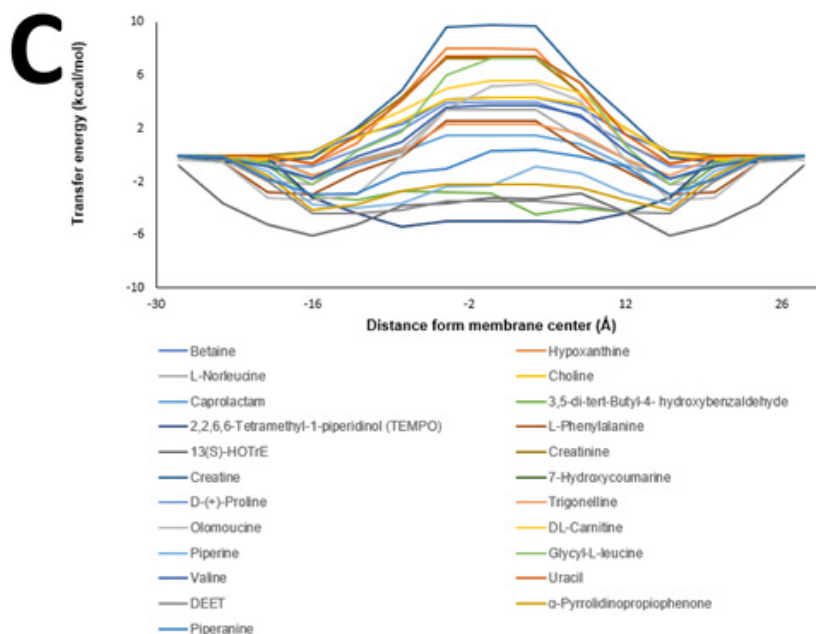 C
10
6
2
-2
-6
-10
Transfer energy (kcal/mol)
-30 -16 -2 12 26
Distance form membrane center (Å)
Betaine Hypoxanthine
L-Norleucine Choline
Caprolactam 3,5-di-tert-Butyl-4- hydroxybenzaldehyde
2,2,6,6-Tetramethyl-1-piperidinol (TEMPO) L-Phenylalanine
13(S)-HOTrE Creatinine
Creatine 7-Hydroxycoumarine
D-(+)-Proline Trigonelline
Olomoucine DL-Carnitine
Piperine Glycyl-L-leucine
Valine Uracil
DEET α-Pyrrolidinopropiophenone
Piperanine